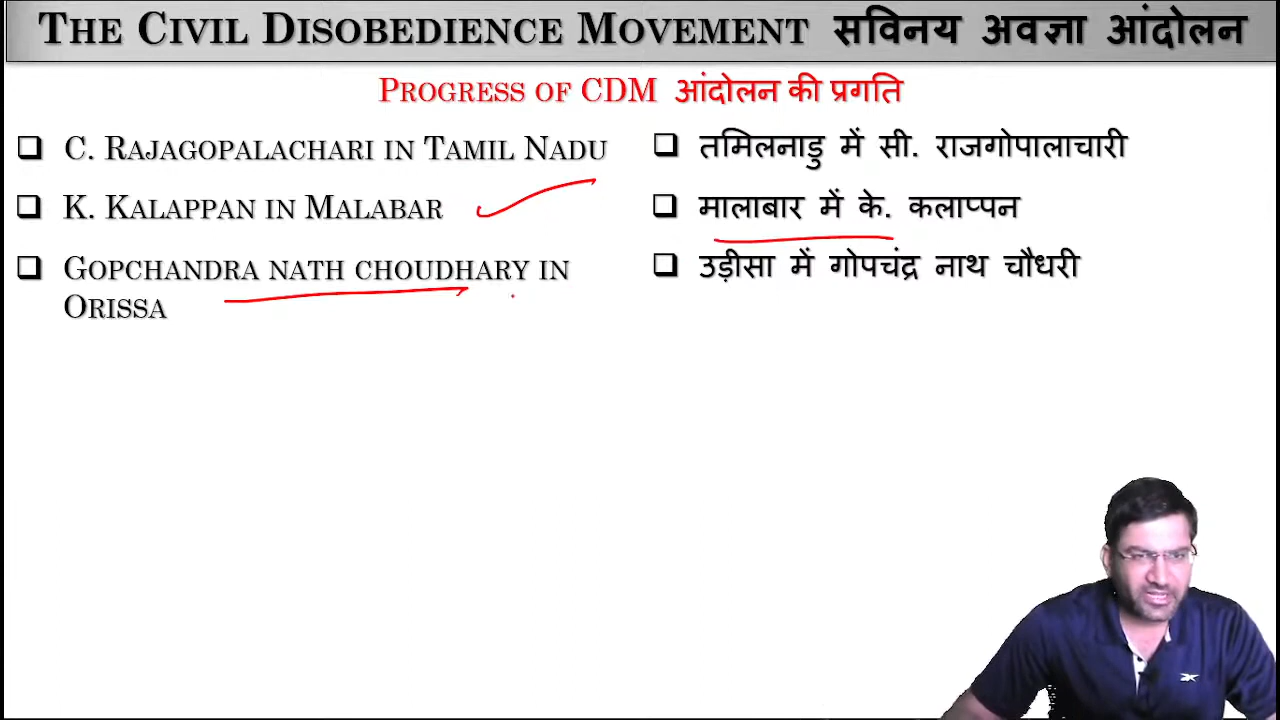 THE CIVIL DISOBEDIENCE MOVEMENT सविनय अवज्ञा आंदोलन
PROGRESS OF CDM आंदोलन की प्रगति
C. RAJAGOPALACHARI IN TAMIL NADU
K. KALAPPAN IN MALABAR
GOPCHANDRA NATH CHOUDHARY IN
ORISSA
तमिलनाडु में सी. राजगोपालाचारी
मालाबार में के. कलाप्पन
उड़ीसा में गोपचंद्र नाथ चौधरी